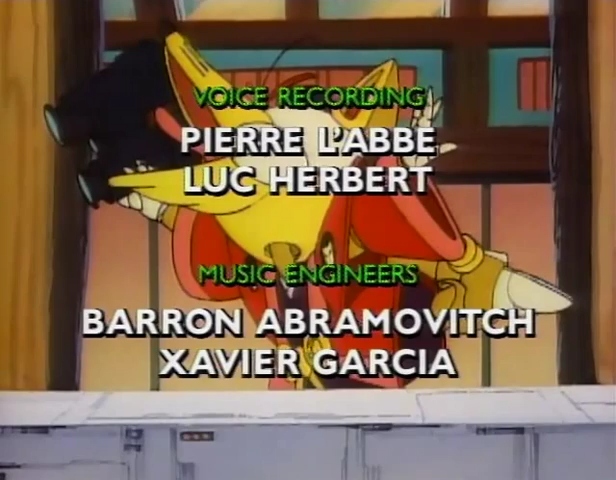 VOICE RECORDING
PIERRE L'ABBE
LUC HERBERT
MUSIC ENGINEERS
BARRON ABRAMOVITCH
XAVIER GARCIA